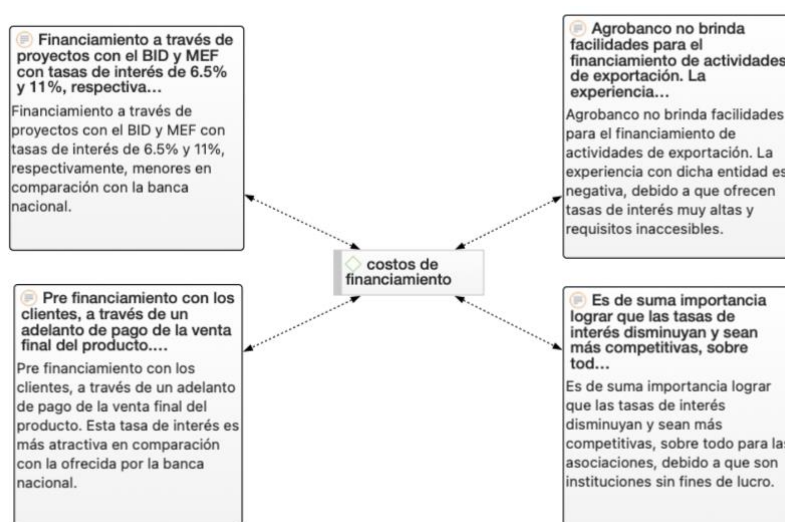 Financiamiento a través de
proyectos con el BID y MEF
con tasas de interés de 6.5%
y 11%, respectiva...
Financiamiento a través de
proyectos con el BID y MEF con
tasas de interés de 6.5% y 11%,
respectivamente, menores en
comparación con la banca
nacional.
Agrobanco no brinda
facilidades para el
financiamiento de actividades
de exportación. La
experiencia...
Agrobanco no brinda facilidades
para el financiamiento de
actividades de exportación. La
experiencia con dicha entidad es
negativa, debido a que ofrecen
tasas de interés muy altas y
requisitos inaccesibles.
costos de
financiamiento
Pre financiamiento con los
clientes, a través de un
adelanto de pago de la venta
final del producto....
Pre financiamiento con los
clientes, a través de un adelanto
de pago de la venta final del
producto. Esta tasa de interés es
más atractiva en comparación
con la ofrecida por la banca
nacional.
Es de suma importancia
lograr que las tasas de
interés disminuyan y sean
más competitivas, sobre
tod...
Es de suma importancia lograr
que las tasas de interés
disminuyan y sean más
competitivas, sobre todo para las
asociaciones, debido a que son
instituciones sin fines de lucro.